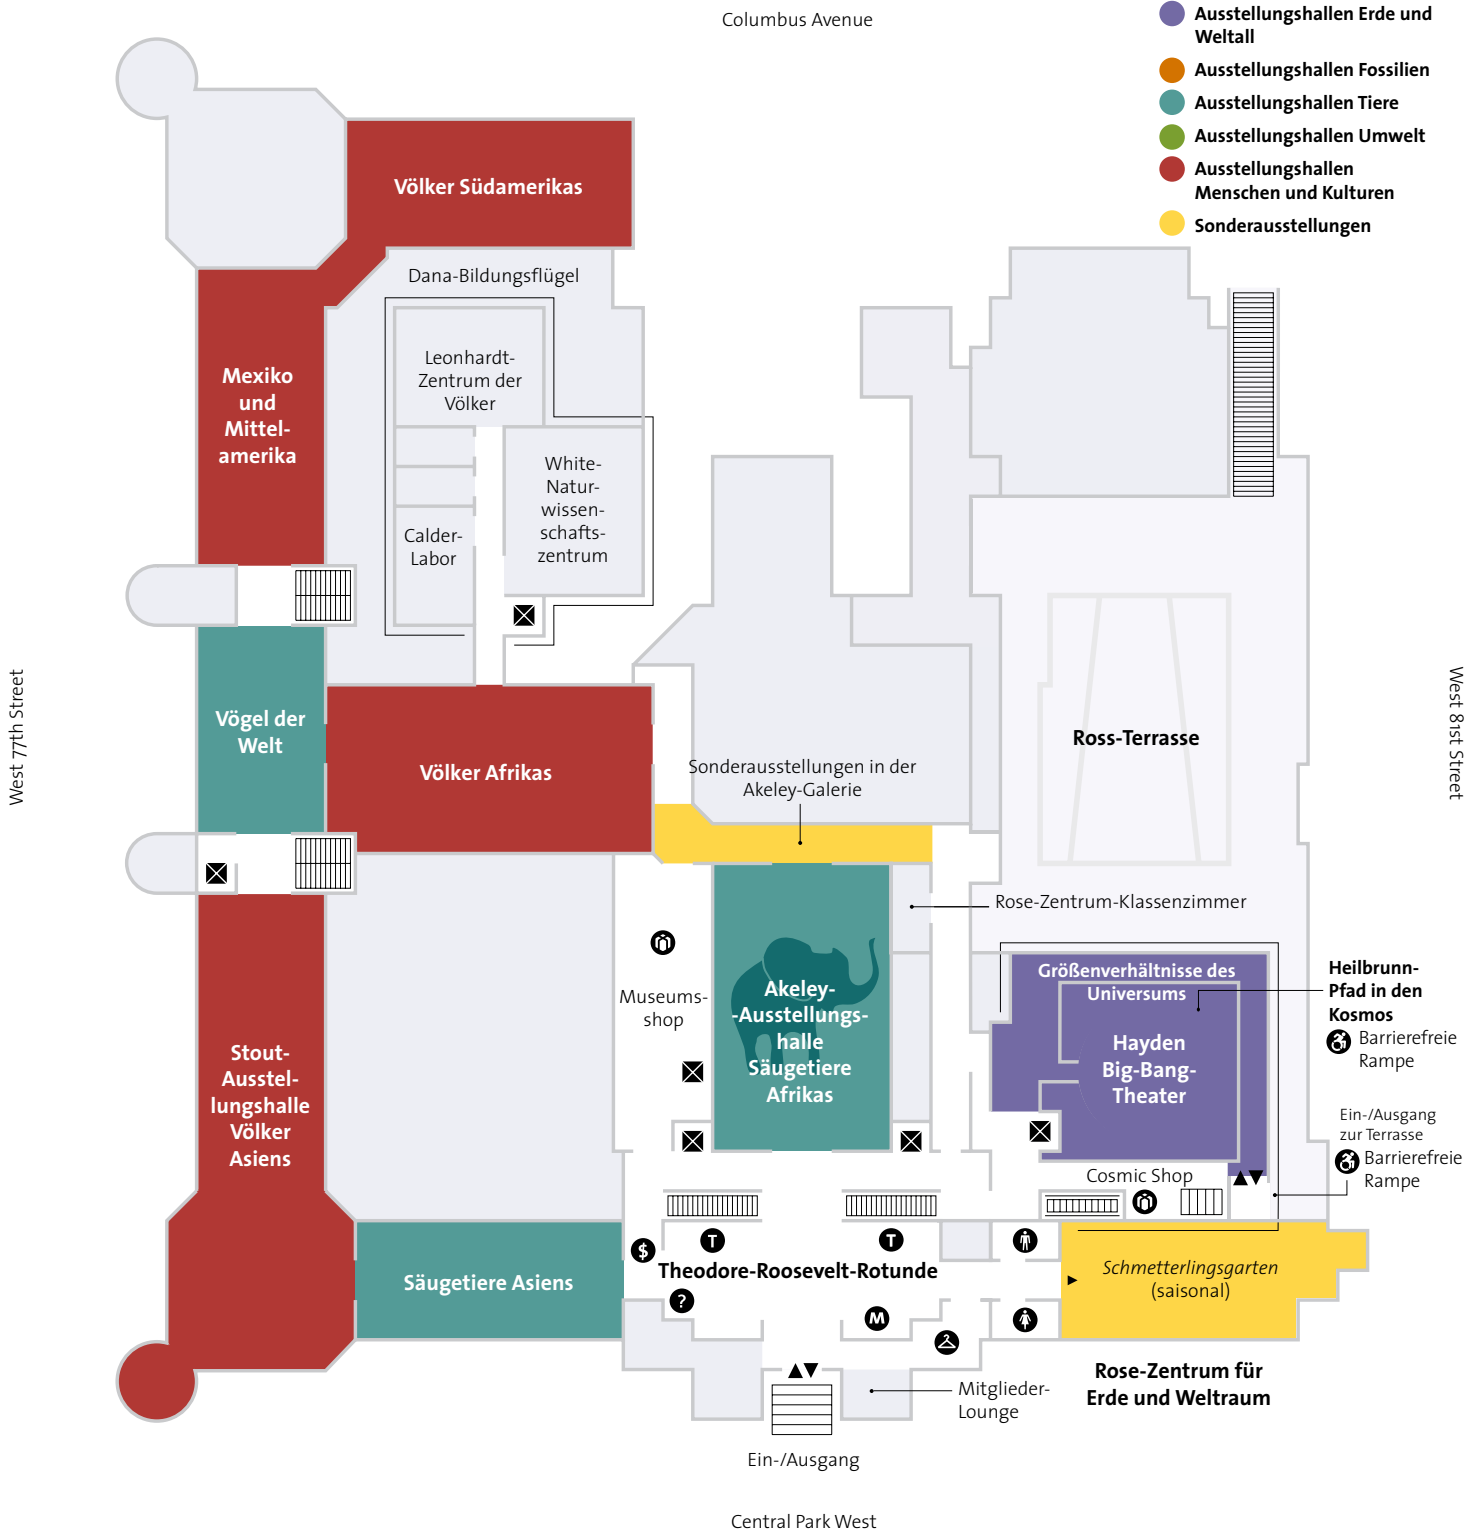 Columbus Avenue
Ausstellungshallen Erde und
Weltall
Ausstellungshallen Fossilien
Ausstellungshallen Tiere
Ausstellungshallen Umwelt
Ausstellungshallen
Menschen und Kulturen
Sonderausstellungen
Völker Südamerikas
Dana-Bildungsflügel
Leonhardt-
Zentrum der
Völker
Mexiko
und
Mittel-
amerika
White-
Natur-
wissen-
schafts-
zentrum
Calder-
Labor
West 77th Street
West 81st Street
Vögel der
Welt
Völker Afrikas
Ross-Terrasse
Sonderausstellungen in der
Akeley-Galerie
Rose-Zentrum-Klassenzimmer
Museums-
shop
Akeley-
-Ausstellungs-
halle
Säugetiere
Afrikas
Größenverhältnisse des
Universums
Hayden
Big-Bang-
Theater
Heilbrunn-
Pfad in den
Kosmos
Barrierefreie
Rampe
Stout-
Ausstel-
lungshalle
Völker
Asiens
Ein-/Ausgang
zur Terrasse
Barrierefreie
Rampe
Cosmic Shop
$
T
T
Theodore-Roosevelt-Rotunde
?
M
Säugetiere Asiens
Schmetterlingsgarten
(saisonal)
Rose-Zentrum für
Erde und Weltraum
Mitglieder-
Lounge
Ein-/Ausgang
Central Park West